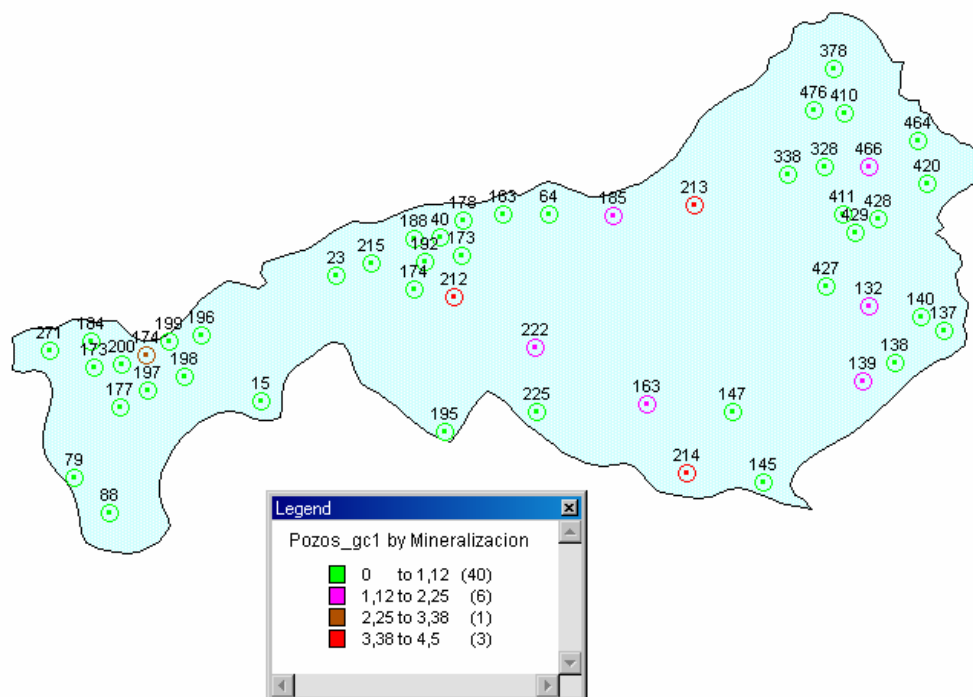 378
476 410
464
338 328 466
420
213
178 163 64 185
411 428
429
188 40
192 173
23 215
174 212
427
132
140 137
184
271
173 200 174 199 196
222
138
177 197 198
139
15
195
225
163
147
79
214
145
88
Legend
Pozos_gc1 by Mineralizacion
0 to 1,12 (40)
1,12 to 2,25 (6)
2,25 to 3,38 (1)
3,38 to 4,5 (3)